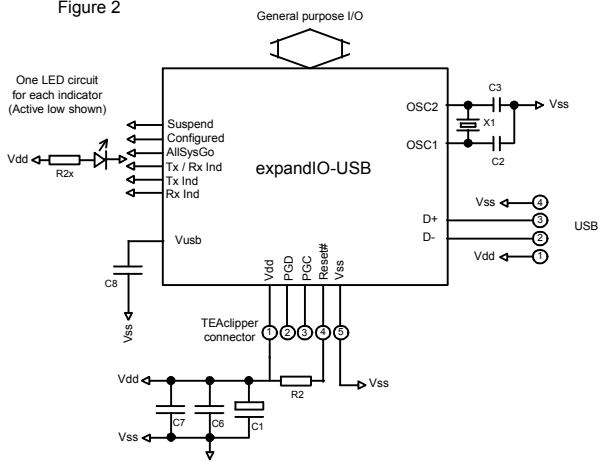 Figure 2
General purpose I/O
One LED circuit
for each indicator
(Active low shown)
Vdd
R2x
Suspend
Configured
AllSysGo
Tx / Rx Ind
Tx Ind
Rx Ind
Vusb
C8
Vss
expandIO-USB
OSC2
OSC1
C3
X1
C2
Vss
D+
D-
Vss
4
3
2
1
Vdd
USB
Vdd
PGD
PGC
Reset#
Vss
TEAclipper
connector
1
2
3
4
5
Vdd
R2
Vss
C7
C6
C1
Vss